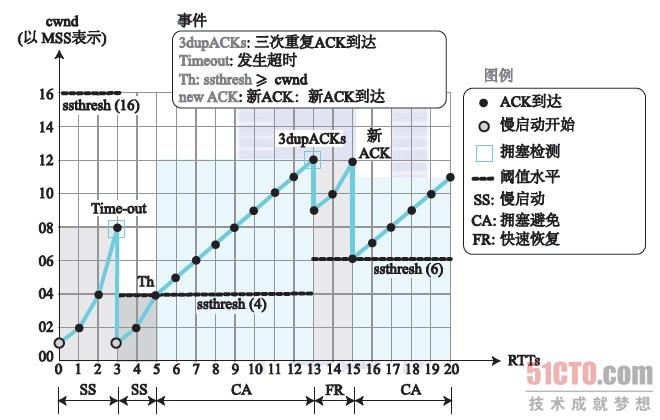 cwnd
(以 MSS表示)
事件
3dupACKs: 三次重复ACK到达
Timeout: 发生超时
Th: ssthresh ≥ cwnd
new ACK: 新ACK: 新ACK到达
图例
ACK到达
慢启动开始
拥塞检测
阈值水平
SS: 慢启动
CA: 拥塞避免
FR: 快速恢复
16
14
12
10
08
06
04
02
00
ssthresh (16)
3dupACKs
新
ACK
Time-out
Th
ssthresh (4)
ssthresh (6)
0 1 2 3 4 5 6 7 8 9 10 11 12 13 14 15 16 17 18 19 20
RTTs
SS SS CA FR CA
51CTO.com
技术成就梦想